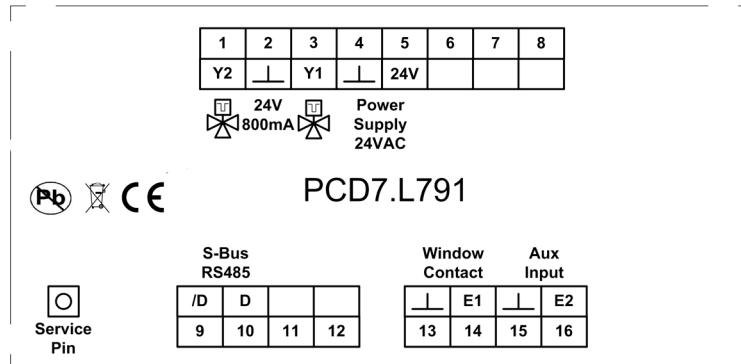 1 2 3 4 5 6 7 8
Y2 Y1 24V
24V
800mA
Power
Supply
24VAC
Pb
CE
PCD7.L791
S-Bus
RS485
Window
Contact
Aux
Input
/D D
E1 E2
9 10 11 12
13 14 15 16
Service
Pin